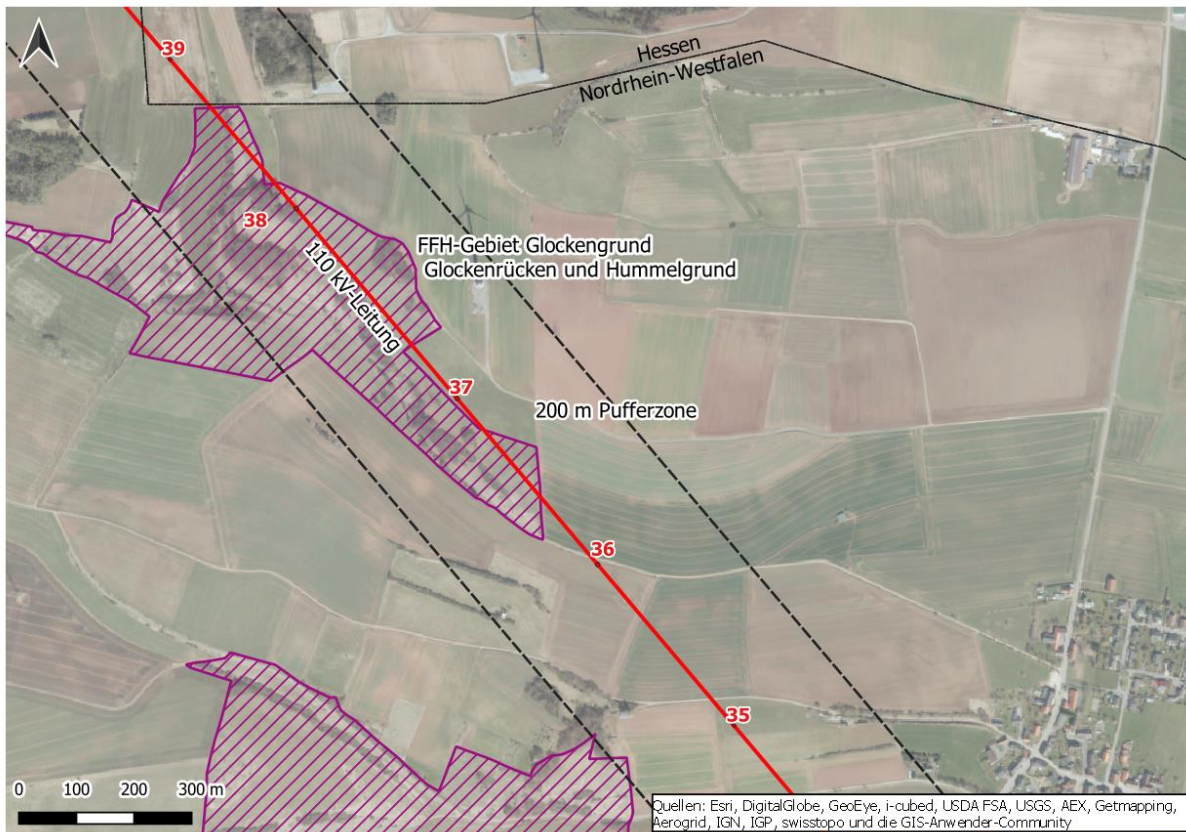 39
Hessen
Nordrhein-Westfalen
38
110 kV-Leitung
FFH-Gebiet Glockengrund
Glockenrücken und Hummelgrund
37
200 m Pufferzone
36
35
0 100 200 300 m
Quellen: Esri, DigitalGlobe, GeoEye, i-cubed, USDA FSA, USGS, AEX, Getmapping,
Aerogrid, IGN, IGP, swisstopo und die GIS-Anwender-Community